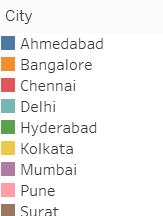 City
Ahmedabad
Bangalore
Chennai
Delhi
Hyderabad
Kolkata
Mumbai
Pune
Surat